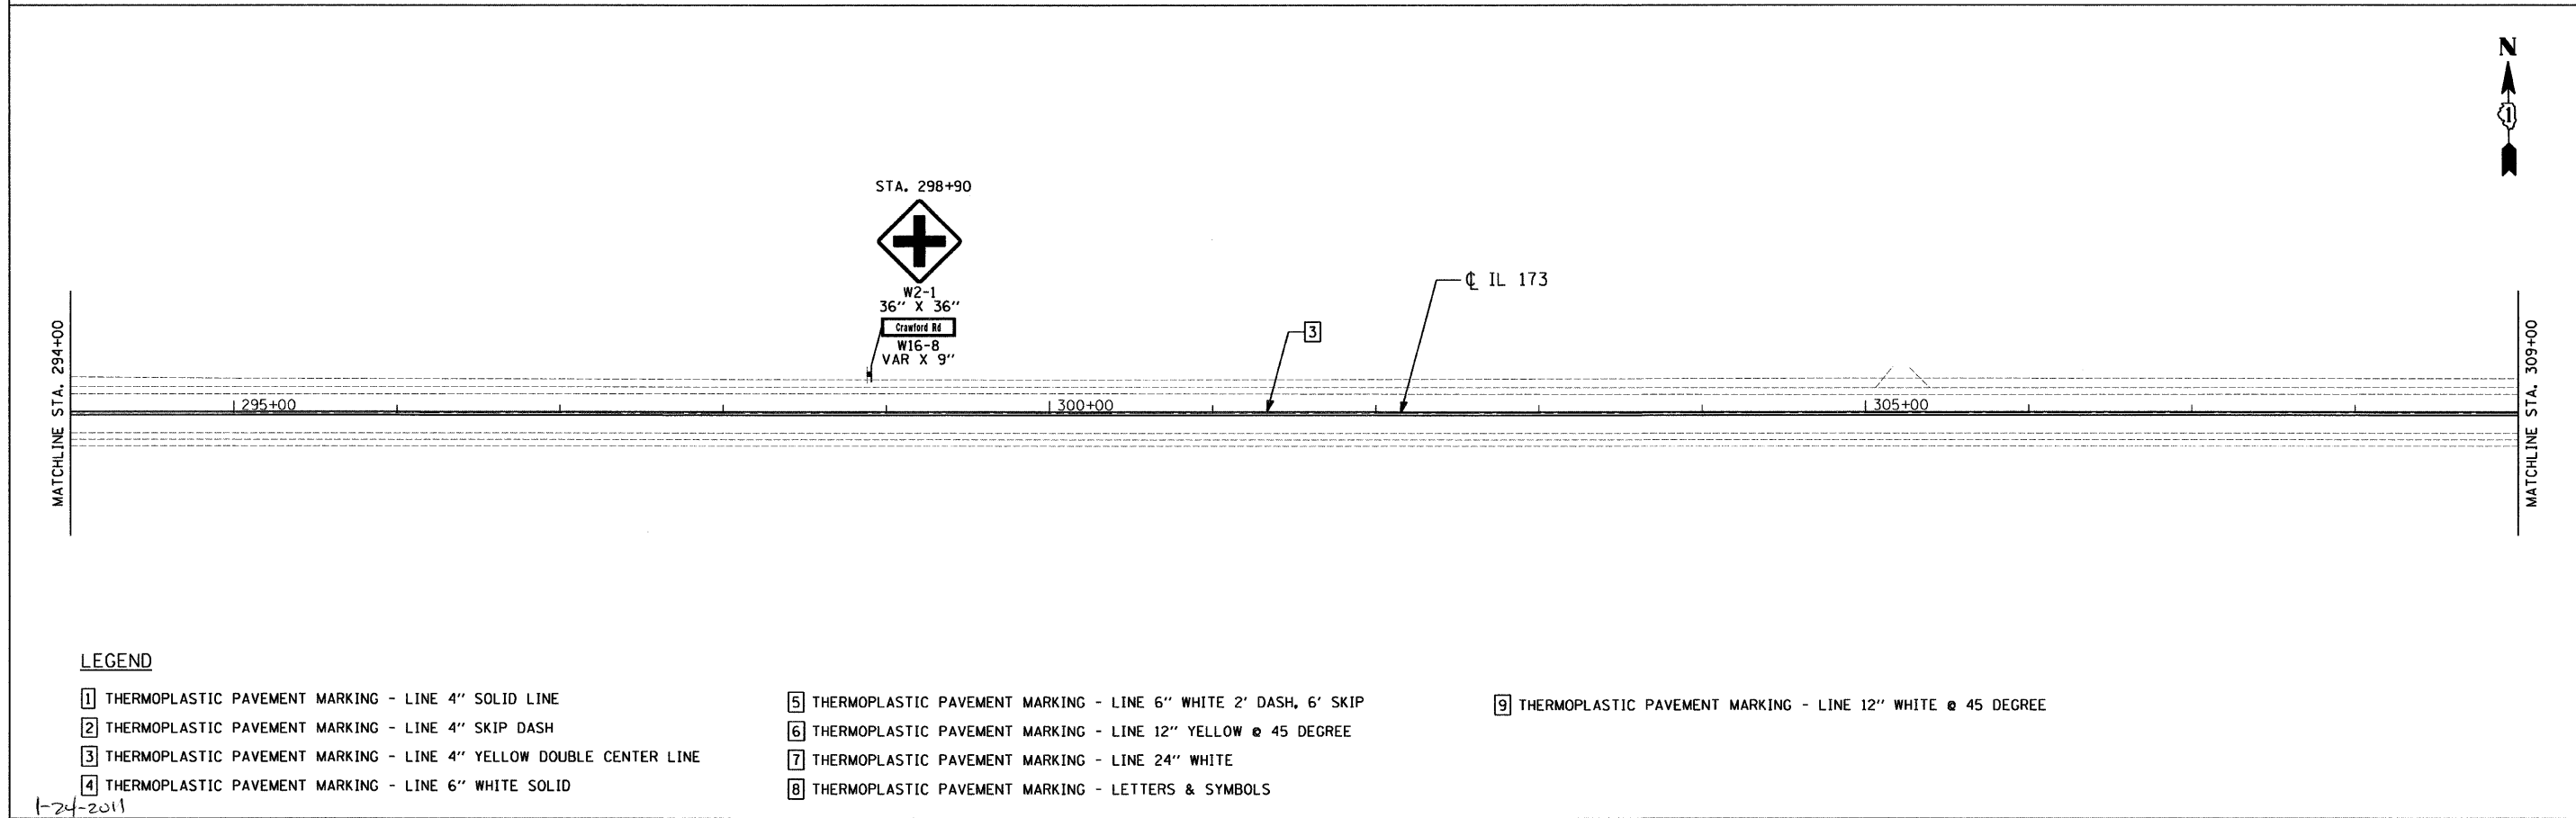 N
1
STA. 298+90
W2-1
36" X 36"
Crawford Rd
W16-8
VAR X 9"
℄ IL 173
3
MATCHLINE STA. 294+00
295+00
300+00
305+00
MATCHLINE STA. 309+00
LEGEND
1 THERMOPLASTIC PAVEMENT MARKING - LINE 4" SOLID LINE
2 THERMOPLASTIC PAVEMENT MARKING - LINE 4" SKIP DASH
3 THERMOPLASTIC PAVEMENT MARKING - LINE 4" YELLOW DOUBLE CENTER LINE
4 THERMOPLASTIC PAVEMENT MARKING - LINE 6" WHITE SOLID
5 THERMOPLASTIC PAVEMENT MARKING - LINE 6" WHITE 2' DASH, 6' SKIP
6 THERMOPLASTIC PAVEMENT MARKING - LINE 12" YELLOW @ 45 DEGREE
7 THERMOPLASTIC PAVEMENT MARKING - LINE 24" WHITE
8 THERMOPLASTIC PAVEMENT MARKING - LETTERS & SYMBOLS
9 THERMOPLASTIC PAVEMENT MARKING - LINE 12" WHITE @ 45 DEGREE
1-24-2011